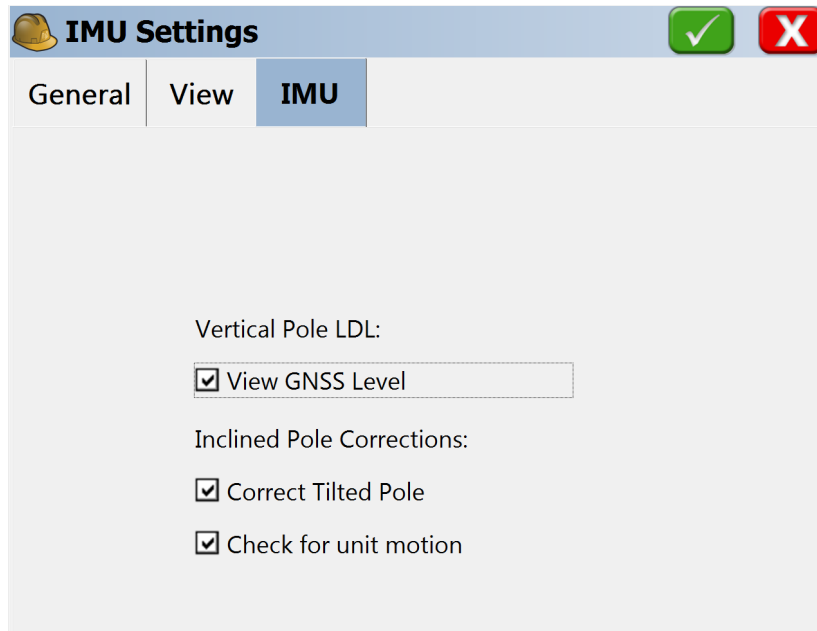 IMU Settings
General View IMU
Vertical Pole LDL:
View GNSS Level
Inclined Pole Corrections:
Correct Tilted Pole
Check for unit motion